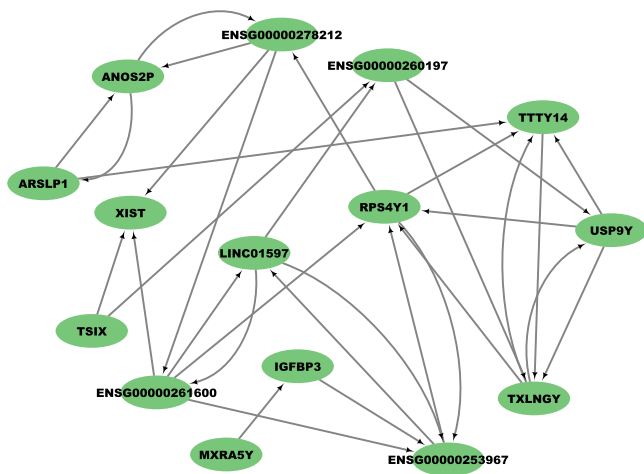 ENSG00000278212
ENSG00000260197
ANOS2P
TTTY14
ARSLP1
XIST
RPS4Y1
USP9Y
LINC01597
TSIX
IGFBP3
ENSG00000261600
TXLNGY
MXRA5Y
ENSG00000253967